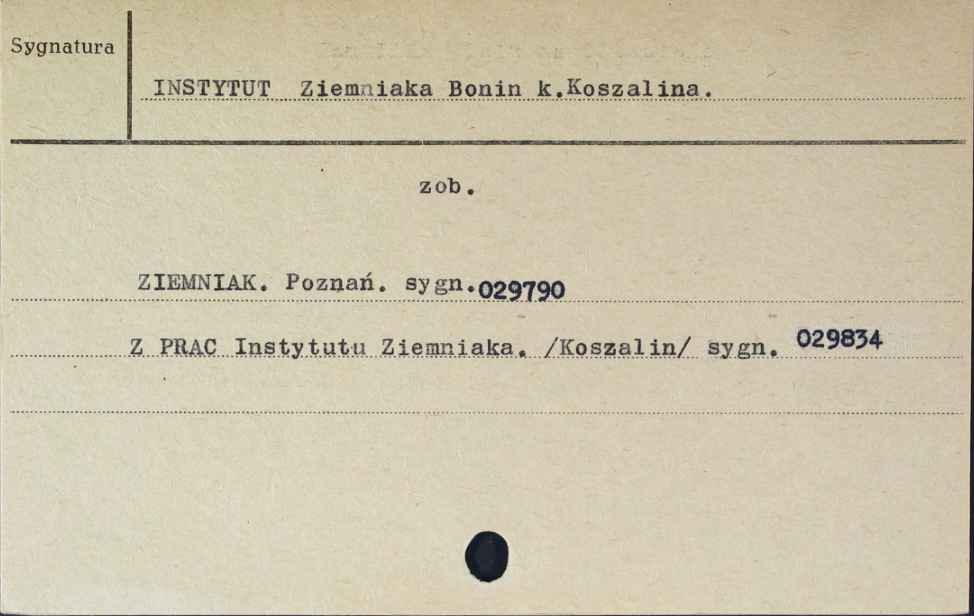 Sygnatura
INSTYTUT Ziemniaka Bonin k.Koszalina.
zob.
ZIEMNIAK. Poznań. sygn.029790
Z PRAC Instytutu Ziemniaka. /Koszalin/ sygn. 029834